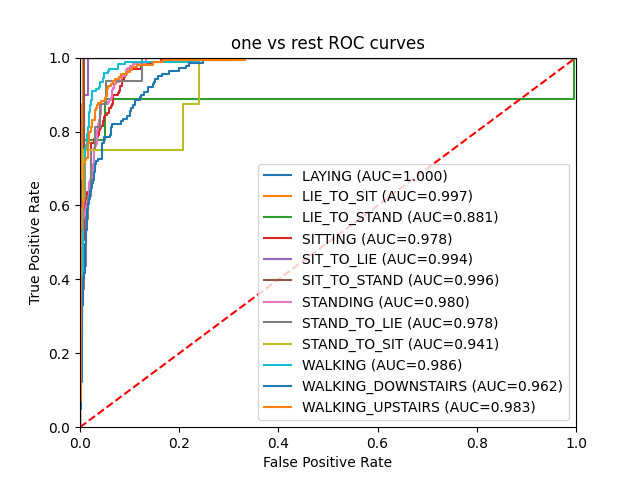 one vs rest ROC curves
True Positive Rate
1.0
0.8
0.6
0.4
0.2
0.0
LAYING (AUC=1.000)
LIE_TO_SIT (AUC=0.997)
LIE_TO_STAND (AUC=0.881)
SITTING (AUC=0.978)
SIT_TO_LIE (AUC=0.994)
SIT_TO_STAND (AUC=0.996)
STANDING (AUC=0.980)
STAND_TO_LIE (AUC=0.978)
STAND_TO_SIT (AUC=0.941)
WALKING (AUC=0.986)
WALKING_DOWNSTAIRS (AUC=0.962)
WALKING_UPSTAIRS (AUC=0.983)
0.0 0.2 0.4 0.6 0.8 1.0
False Positive Rate